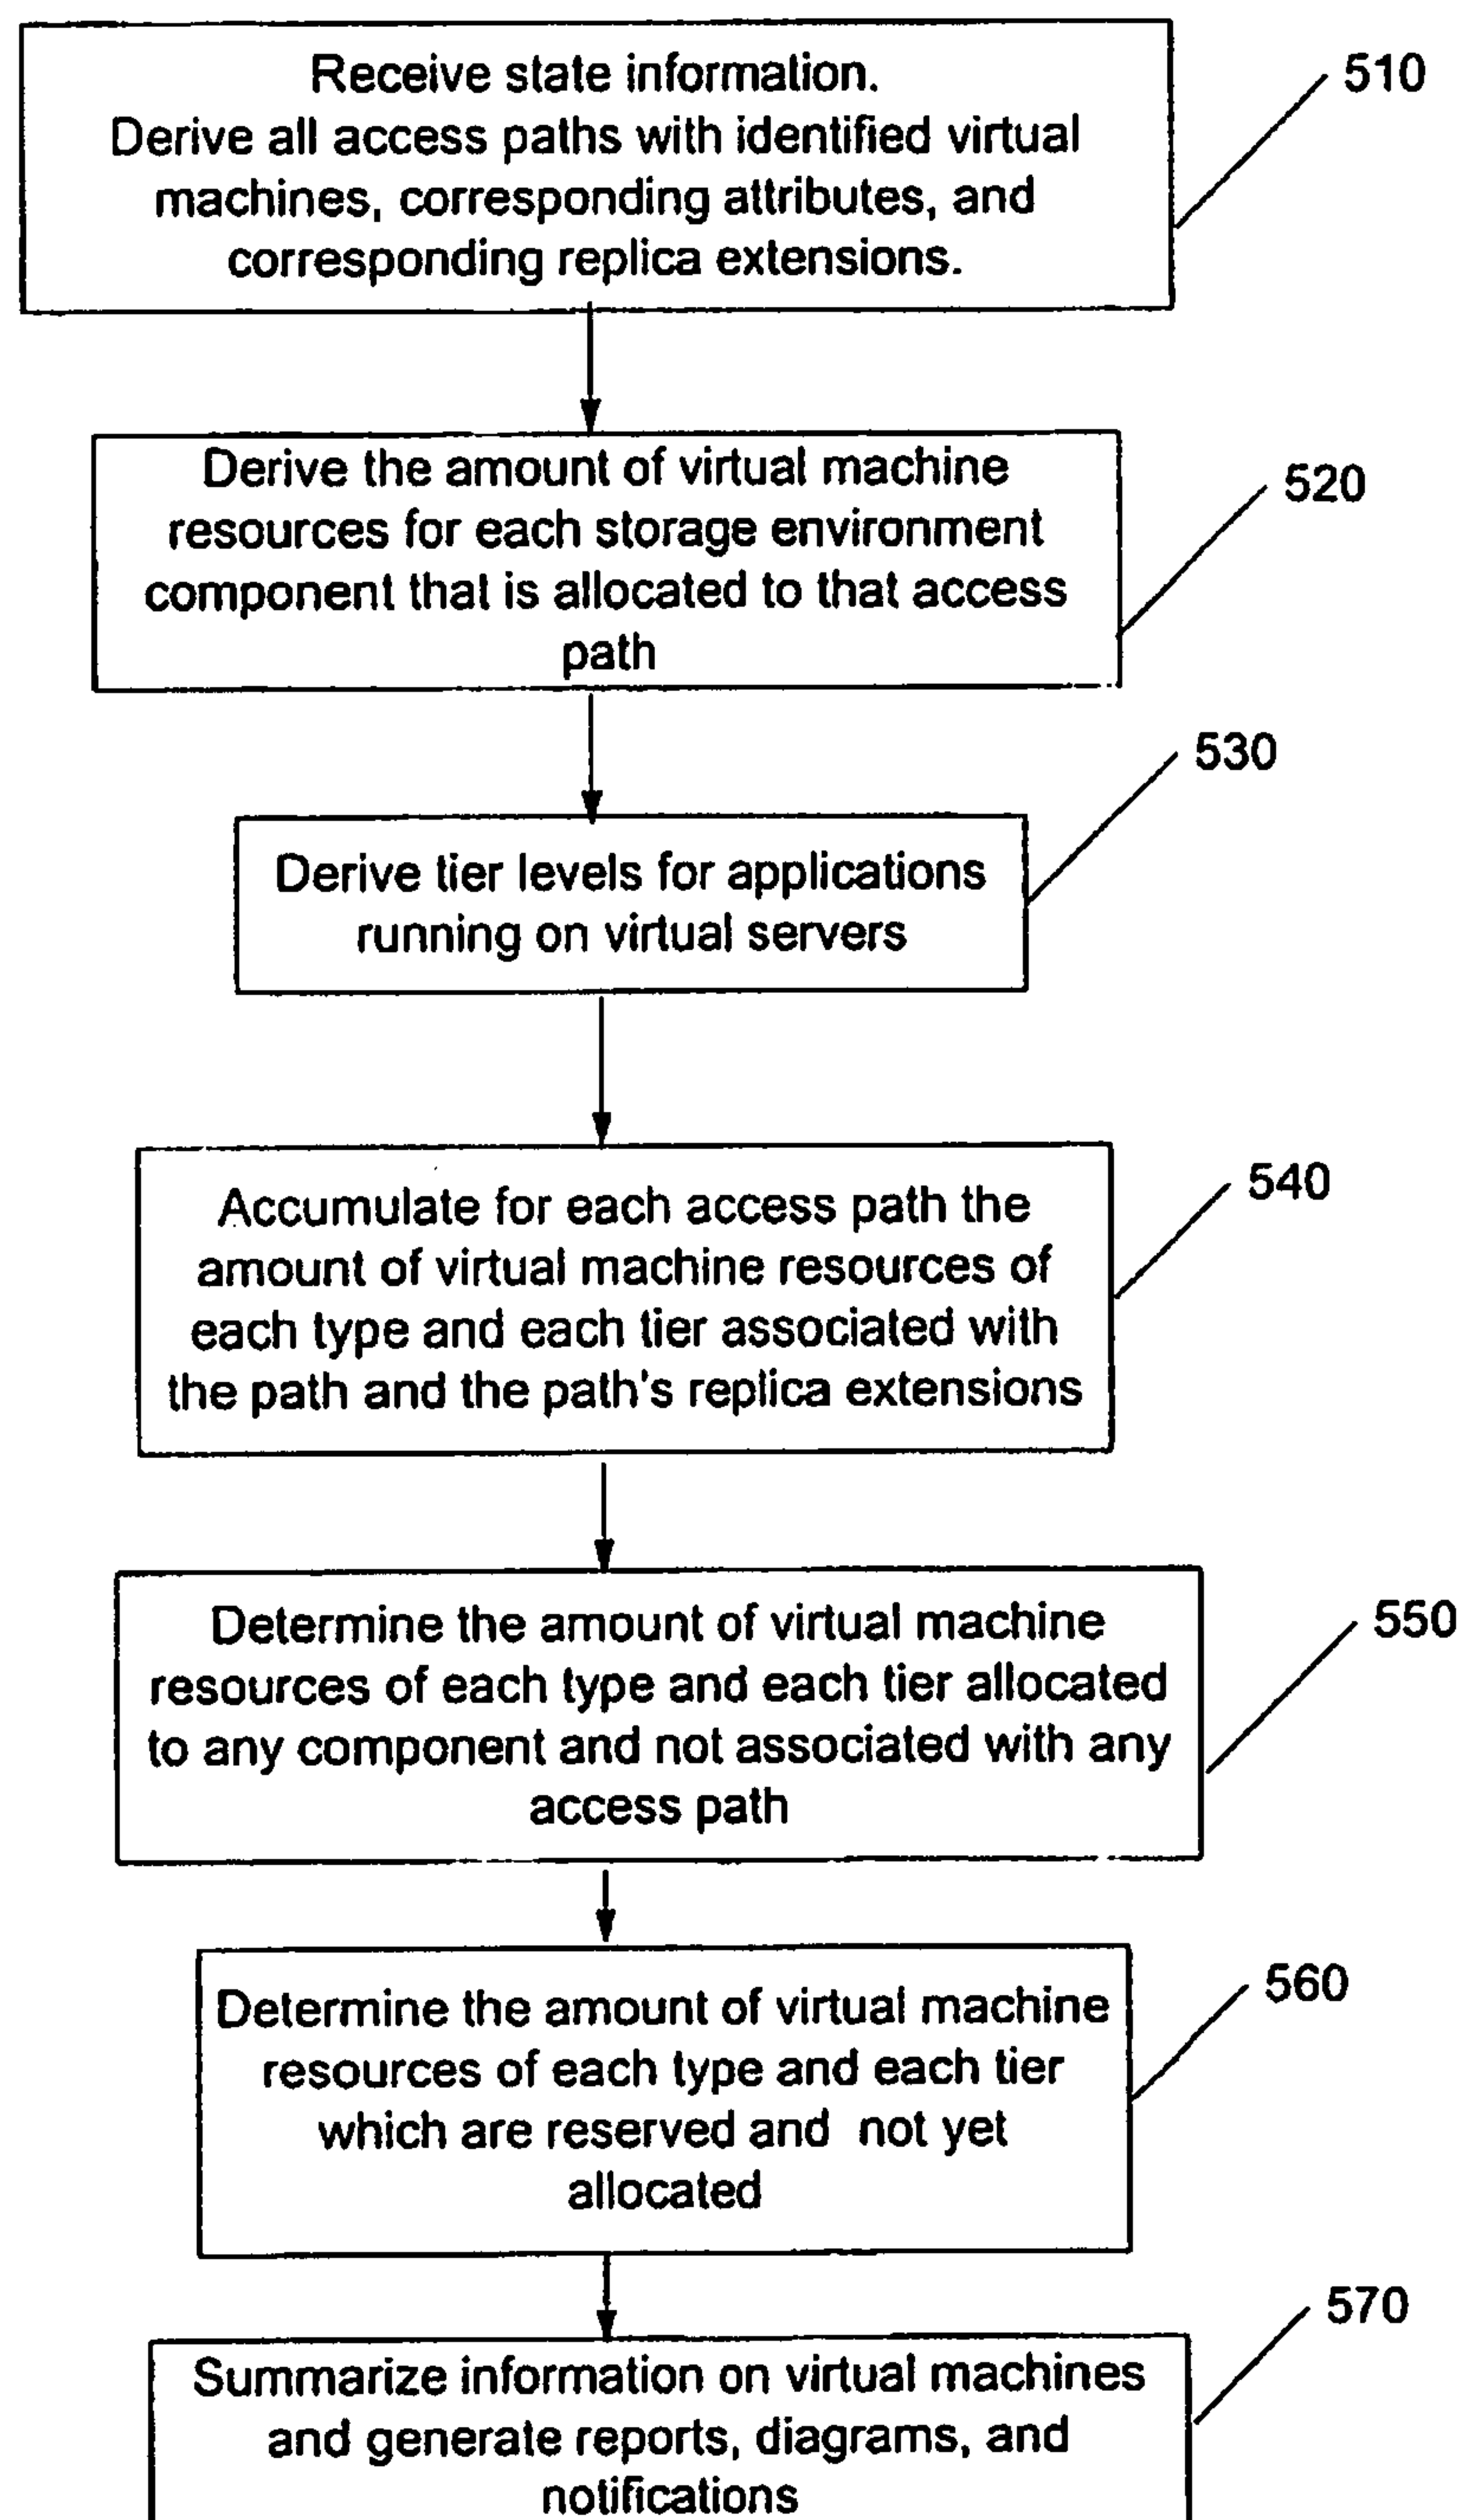 Receive state information.
510
Derive all access paths with identified virtual
machines, corresponding attributes, and
corresponding replica extensions.
Derive the amount of virtual machine
520
resources for each storage environment
component that is allocated to that access
path
530
Derive tier levels for applications
running on virtual servers
540
Accumulate for each access path the
amount of virtual machine resources of
each type and each tier associated with
the path and the path's replica extensions
550
Determine the amount of virtual machine
resources of each type and each tier allocated
to any component and not associated with any
access path
560
Determine the amount of virtual machine
resources of each type and each tier
which are reserved and  not yet
allocated
570
Summarize information on virtual machines
and generate reports, diagrams, and
notifications